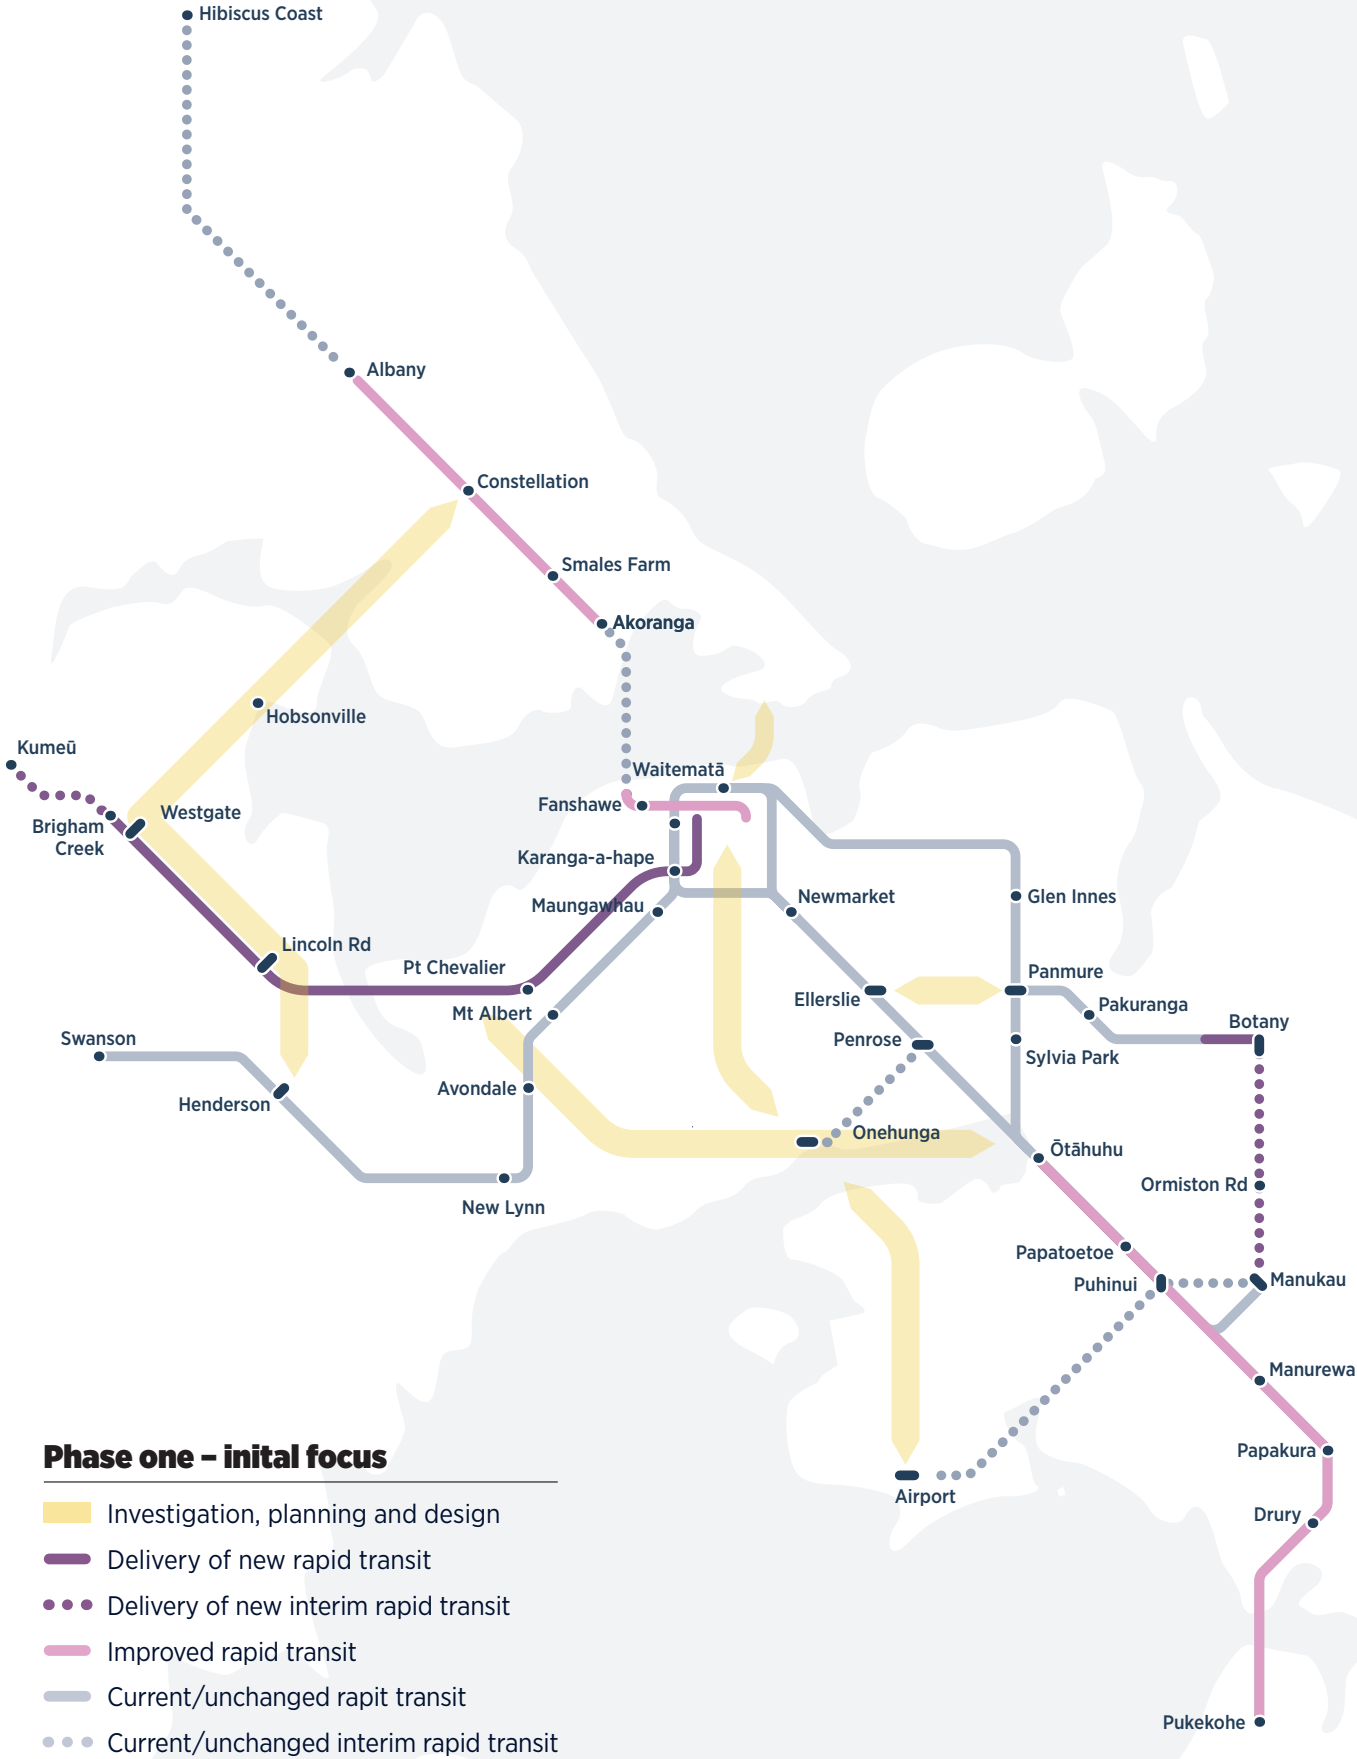 Hibiscus Coast
Albany
Constellation
Smales Farm
Akoranga
Hobsonville
Kumeū
Westgate
Brigham
Creek
Waitematā
Fanshawe
Karanga-a-hape
Maungawhau
Newmarket
Glen Innes
Lincoln Rd
Pt Chevalier
Panmure
Ellerslie
Pakuranga
Mt Albert
Botany
Swanson
Penrose
Sylvia Park
Avondale
Henderson
Onehunga
Ōtāhuhu
Ormiston Rd
New Lynn
Papatoetoe
Puhinui
Manukau
Manurewa
Papakura
Airport
Drury
Pukekohe
Phase one – inital focus
Investigation, planning and design
Delivery of new rapid transit
Delivery of new interim rapid transit
Improved rapid transit
Current/unchanged rapit transit
Current/unchanged interim rapid transit